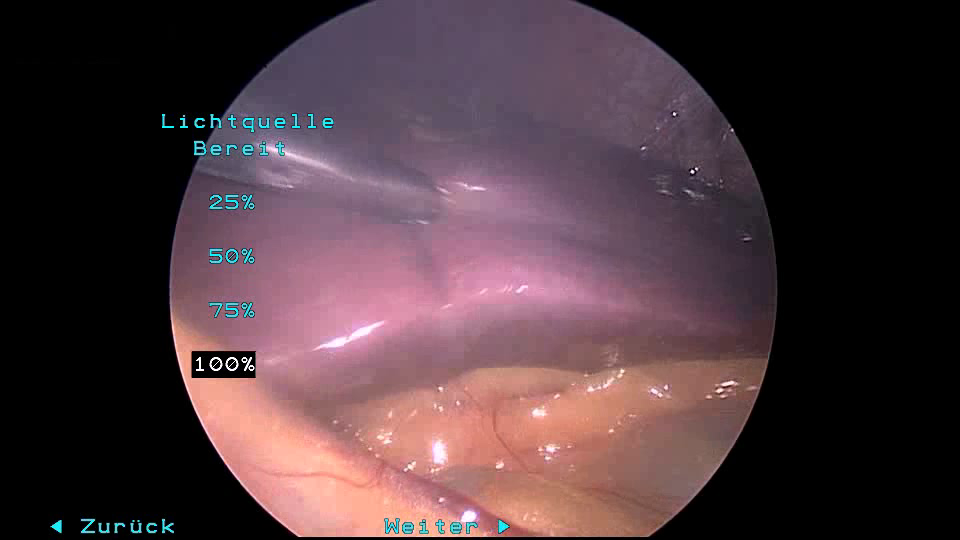 Lichtquelle
Bereit
25%
50%
75%
100%
◀ Zurück Weiter ▶